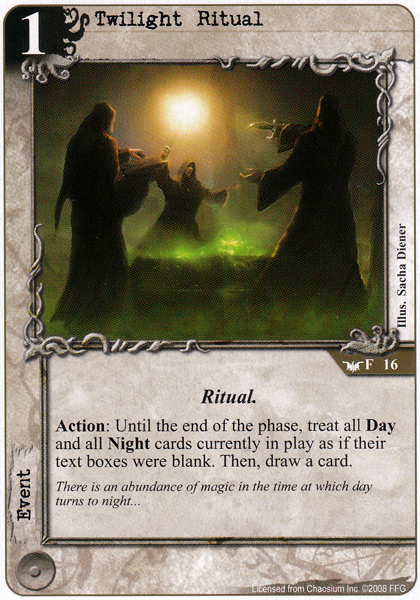 1
Twilight Ritual
Illus. Sacha Diener
F 16
Ritual.
Action: Until the end of the phase, treat all Day
and all Night cards currently in play as if their
text boxes were blank. Then, draw a card.
There is an abundance of magic in the time at which day
turns to night...
Event
Licensed from Chaosium Inc. ©2008 FFG